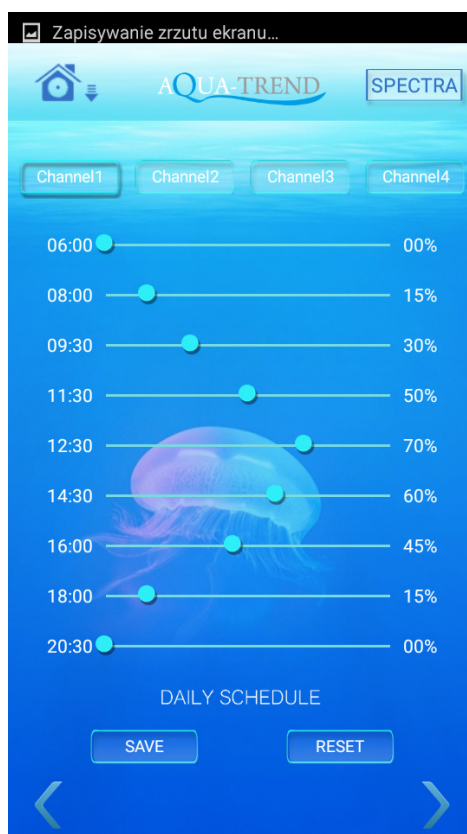 Zapisywanie zrzutu ekranu…
AQUA-TREND SPECTRA
Channel1 Channel2 Channel3 Channel4
06:00 00%
08:00 15%
09:30 30%
11:30 50%
12:30 70%
14:30 60%
16:00 45%
18:00 15%
20:30 00%
DAILY SCHEDULE
SAVE RESET